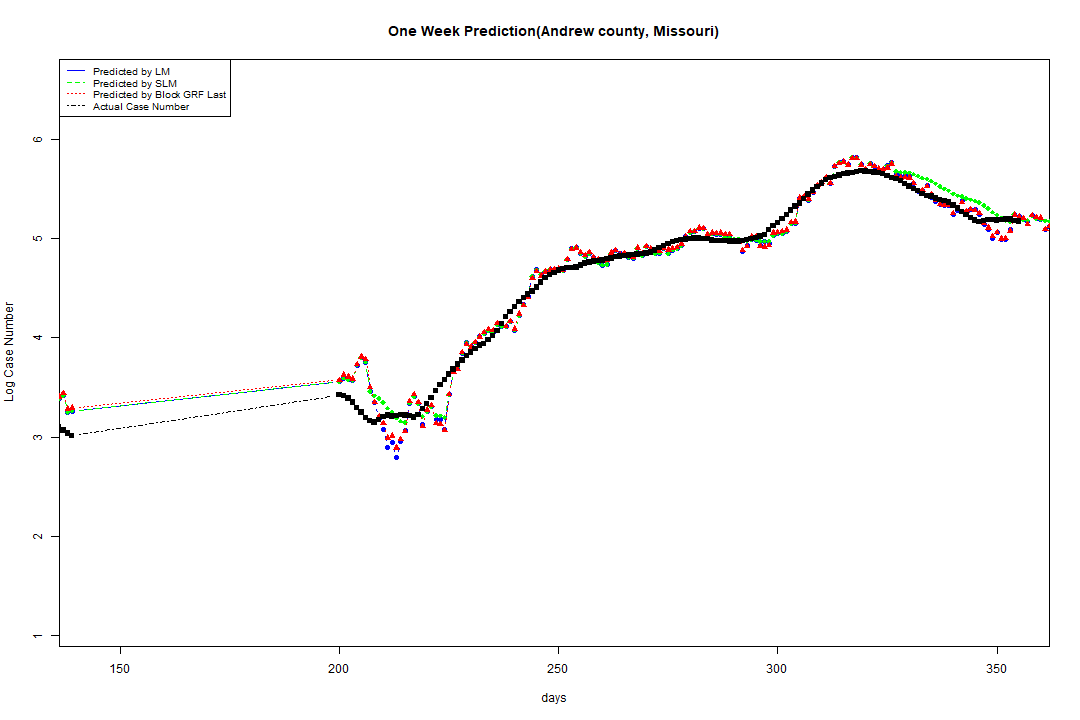 One Week Prediction(Andrew county, Missouri)
Predicted by LM
Predicted by SLM
Predicted by Block GRF Last
Actual Case Number
Log Case Number
6
5
4
3
2
1
150 200 250 300 350
days